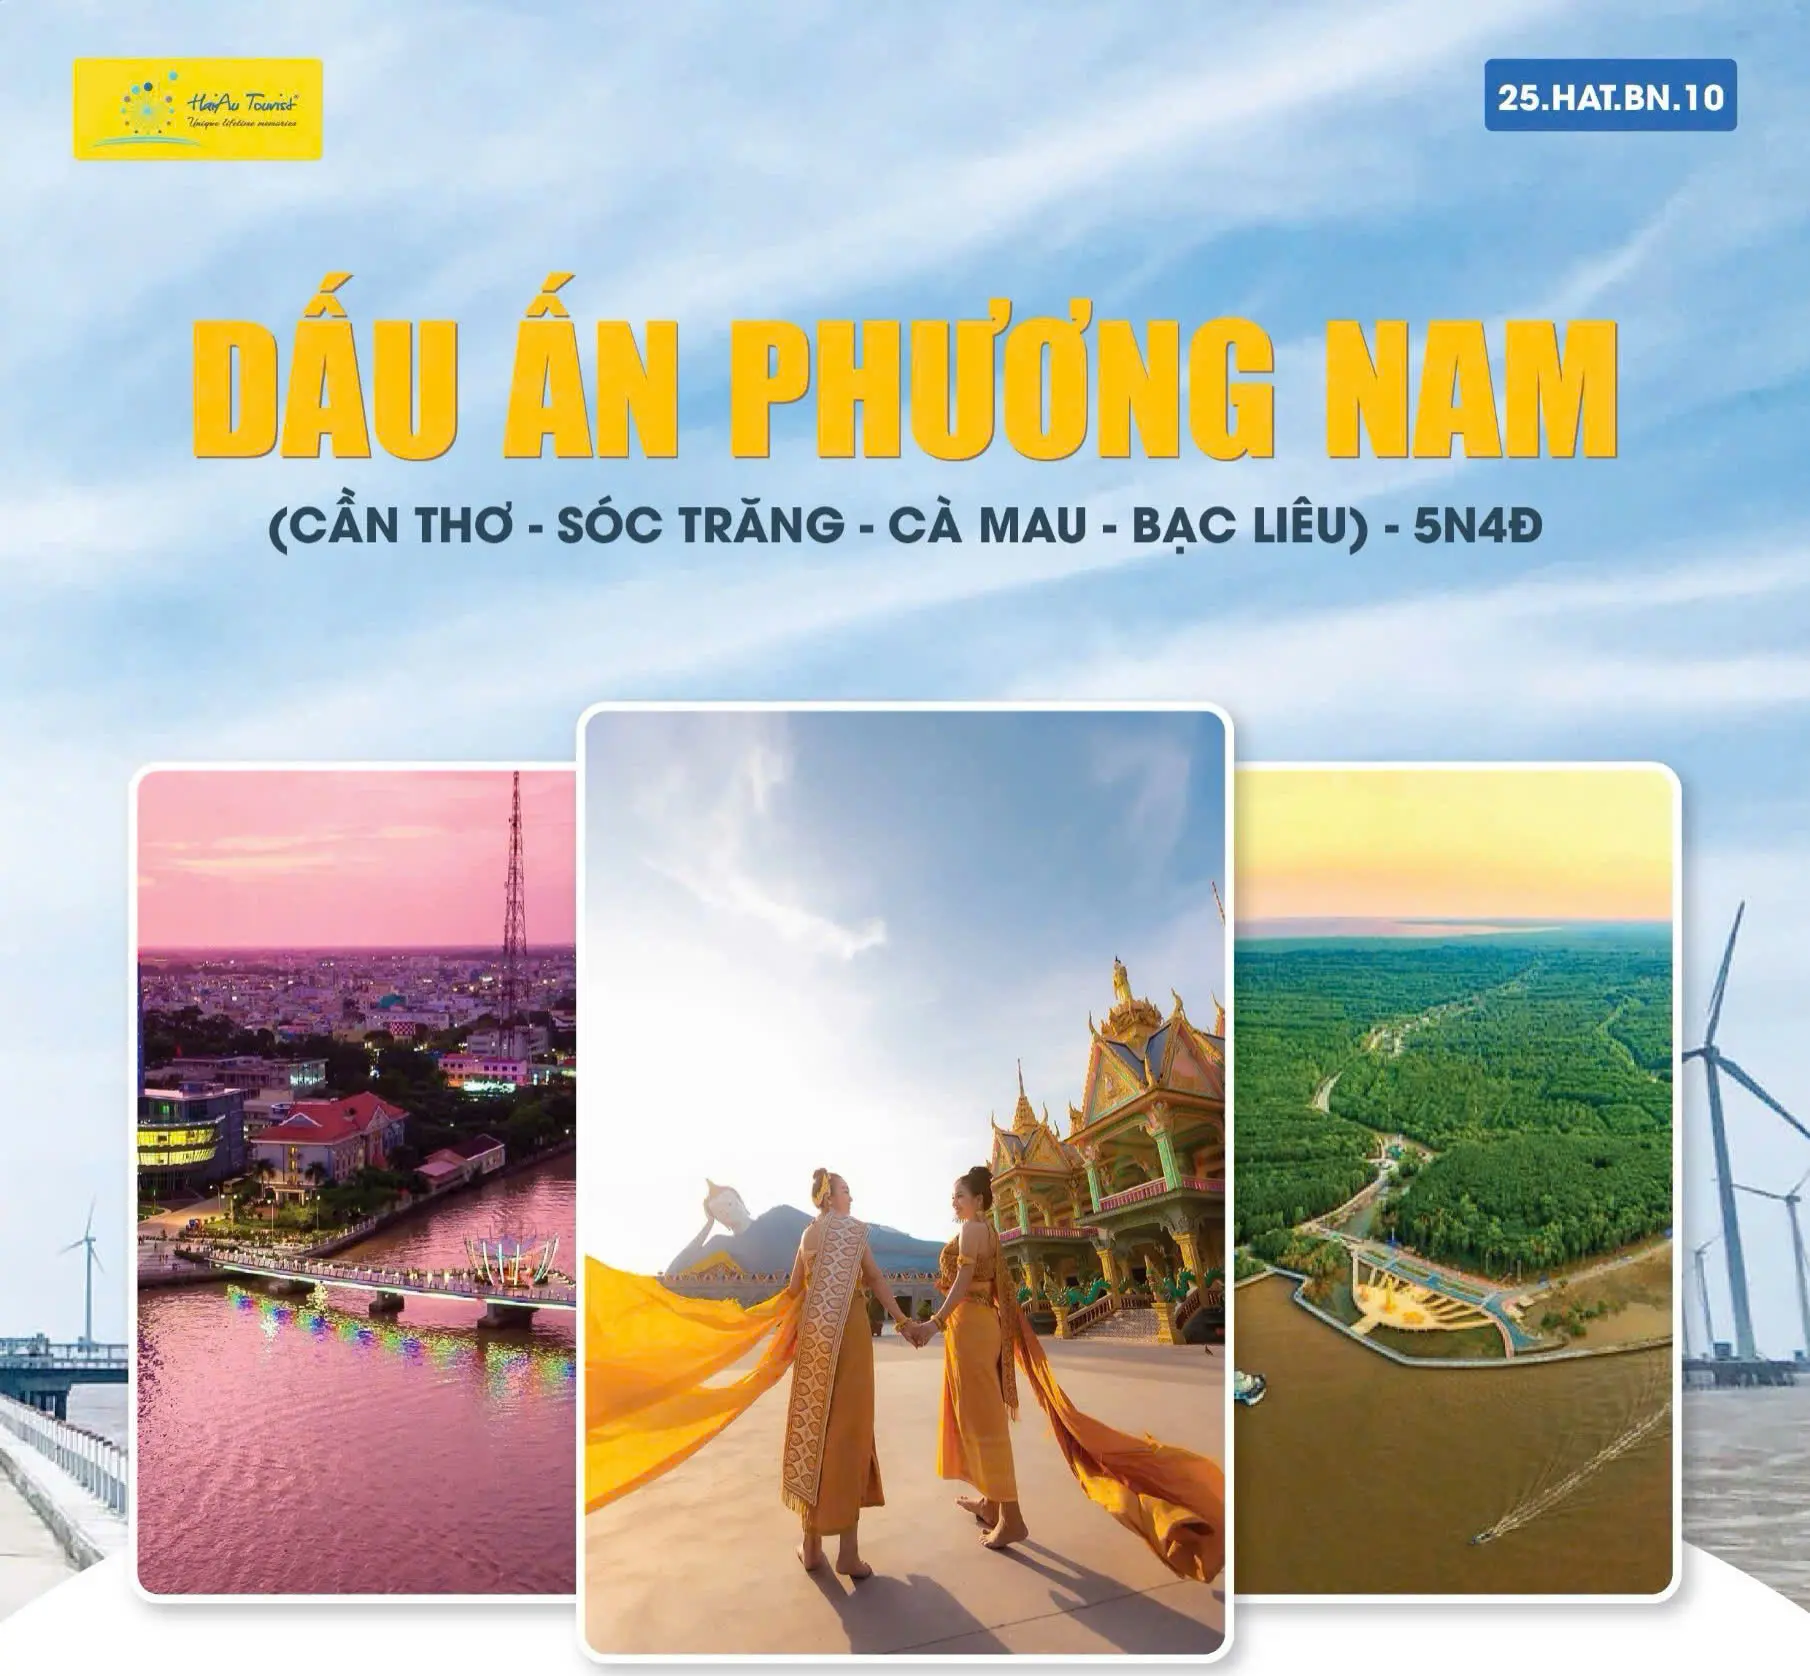 HaiAu Tourist®
Unique lifetime memories
25.HAT.BN.10
DẤU ẤN PHƯƠNG NAM
(CẦN THƠ - SÓC TRĂNG - CÀ MAU - BẠC LIÊU) - 5N4Đ